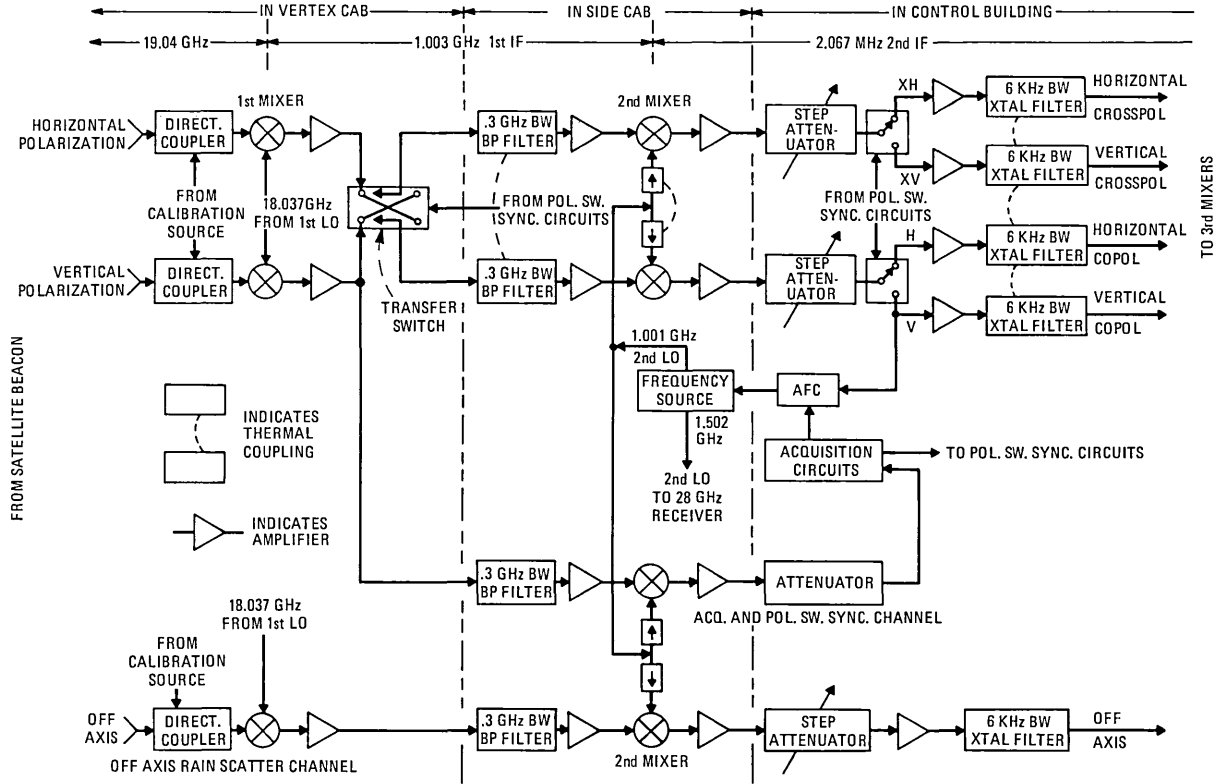 IN VERTEX CAB
IN SIDE CAB
IN CONTROL BUILDING
19.04 GHz
1.003 GHz 1st IF
2.067 MHz 2nd IF
HORIZONTAL
POLARIZATION
DIRECT.
COUPLER
1st MIXER
.3 GHz BW
BP FILTER
2nd MIXER
STEP
ATTEN-
UATOR
XH
6 KHz BW
XTAL FILTER
HORIZONTAL
CROSSPOL
XV
6 KHz BW
XTAL FILTER
VERTICAL
CROSSPOL
FROM
CALIBRATION
SOURCE
18.037GHz
FROM 1st LO
FROM POL. SW.
SYNC. CIRCUITS
FROM POL. SW.
SYNC. CIRCUITS
VERTICAL
POLARIZATION
DIRECT.
COUPLER
TRANSFER
SWITCH
.3 GHz BW
BP FILTER
STEP
ATTEN-
UATOR
H
6 KHz BW
XTAL FILTER
HORIZONTAL
COPOL
V
6 KHz BW
XTAL FILTER
VERTICAL
COPOL
TO 3rd MIXERS
FROM SATELLITE BEACON
1.001 GHz
2nd LO
FREQUENCY
SOURCE
AFC
1.502
GHz
2nd LO
TO 28 GHz
RECEIVER
ACQUISITION
CIRCUITS
TO POL. SW. SYNC. CIRCUITS
INDICATES
THERMAL
COUPLING
INDICATES
AMPLIFIER
.3 GHz BW
BP FILTER
ATTENUATOR
ACQ. AND POL. SW. SYNC. CHANNEL
18.037 GHz
FROM 1st LO
FROM
CALIBRATION
SOURCE
OFF
AXIS
DIRECT.
COUPLER
OFF AXIS RAIN SCATTER CHANNEL
.3 GHz BW
BP FILTER
2nd MIXER
STEP
ATTENUATOR
6 KHz BW
XTAL FILTER
OFF
AXIS